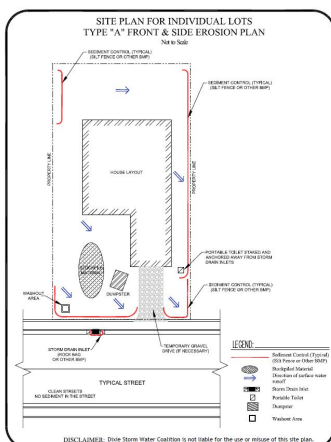 SITE PLAN FOR INDIVIDUAL LOTS
TYPE "A" FRONT & SIDE EROSION PLAN
Not to Scale
SEDIMENT CONTROL (TYPICAL)
(SILT FENCE OR OTHER BMP)
SEDIMENT CONTROL (TYPICAL)
(SILT FENCE OR OTHER BMP)
PROPERTY LINE
HOUSE LAYOUT
PROPERTY LINE
PORTABLE TOILET STAKED AND
ANCHORED AWAY FROM STORM
DRAIN INLETS
STOCKPILED
MATERIAL
DUMPSTER
WASHOUT
AREA
SEDIMENT CONTROL (TYPICAL)
(SILT FENCE OR OTHER BMP)
STORM DRAIN INLET
(ROCK BAG
OR OTHER BMP)
TEMPORARY GRAVEL
DRIVE (IF NECESSARY)
TYPICAL STREET
CLEAN STREETS
NO SEDIMENT IN THE STREET
LEGEND:
Sediment Control (Typical)
(Silt Fence or Other BMP)
Stockpiled Material
Direction of surface water
runoff
Storm Drain Inlet
Portable Toilet
Dumpster
Washout Area
DISCLAIMER: Dixie Storm Water Coalition is not liable for the use or misuse of this plan.